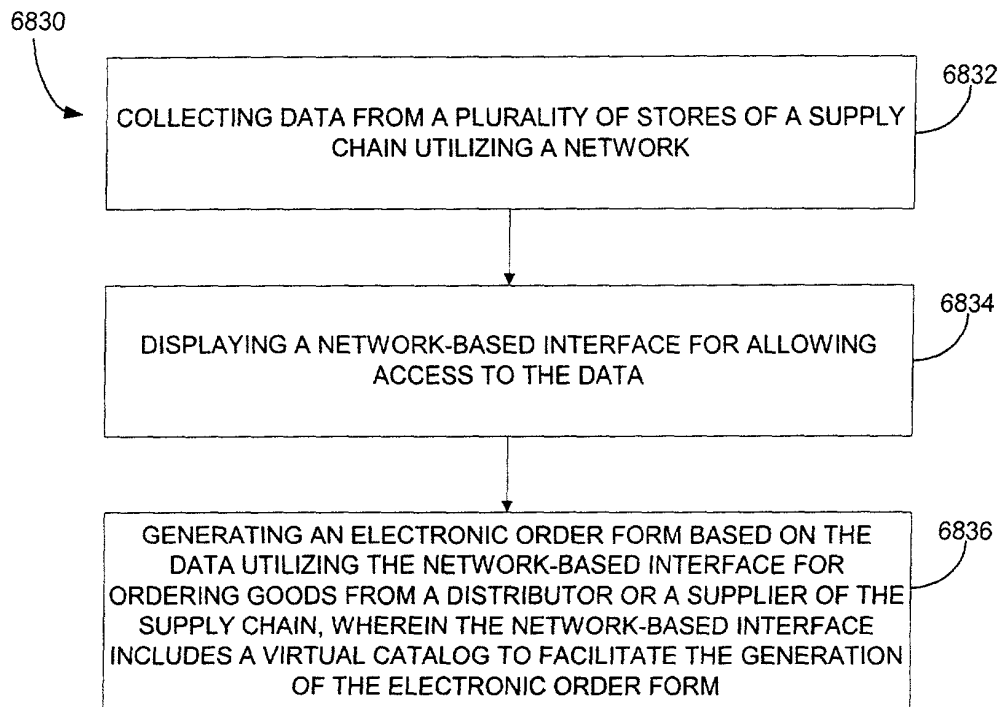 6830
6832
COLLECTING DATA FROM A PLURALITY OF STORES OF A SUPPLY
CHAIN UTILIZING A NETWORK
6834
DISPLAYING A NETWORK-BASED INTERFACE FOR ALLOWING
ACCESS TO THE DATA
6836
GENERATING AN ELECTRONIC ORDER FORM BASED ON THE
DATA UTILIZING THE NETWORK-BASED INTERFACE FOR
ORDERING GOODS FROM A DISTRIBUTOR OR A SUPPLIER OF THE
SUPPLY CHAIN, WHEREIN THE NETWORK-BASED INTERFACE
INCLUDES A VIRTUAL CATALOG TO FACILITATE THE GENERATION
OF THE ELECTRONIC ORDER FORM